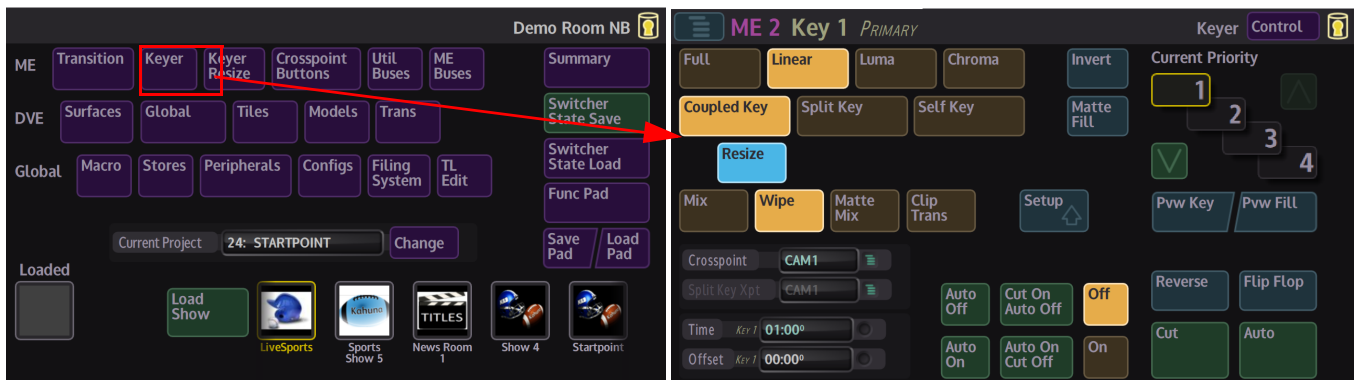 Demo Room NB
ME
Transition
Keyer
Keyer
Resize
Crosspoint
Buttons
Util
Buses
ME
Buses
Summary
DVE
Surfaces
Global
Tiles
Models
Trans
Switcher
State Save
Global
Macro
Stores
Peripherals
Configs
Filing
System
TL
Edit
Switcher
State Load
Func Pad
Current Project
24: STARTPOINT
Change
Save
Pad
Load
Pad
Loaded
Load
Show
LiveSports
Kahuna
Sports
Show 5
TITLES
News Room
1
Show 4
Startpoint
ME 2 Key 1 PRIMARY
Keyer
Control
Full
Linear
Luma
Chroma
Invert
Current Priority
1
2
3
4
Coupled Key
Split Key
Self Key
Matte
Fill
Resize
Mix
Wipe
Matte
Mix
Clip
Trans
Setup
Pvw Key
Pvw Fill
Crosspoint
CAM1
Split Key Xpt
CAM1
Time
KEY 1
01:00⁰
Offset
KEY 1
00:00⁰
Auto
Off
Cut On
Auto Off
Off
Auto
On
Auto On
Cut Off
On
Reverse
Flip Flop
Cut
Auto